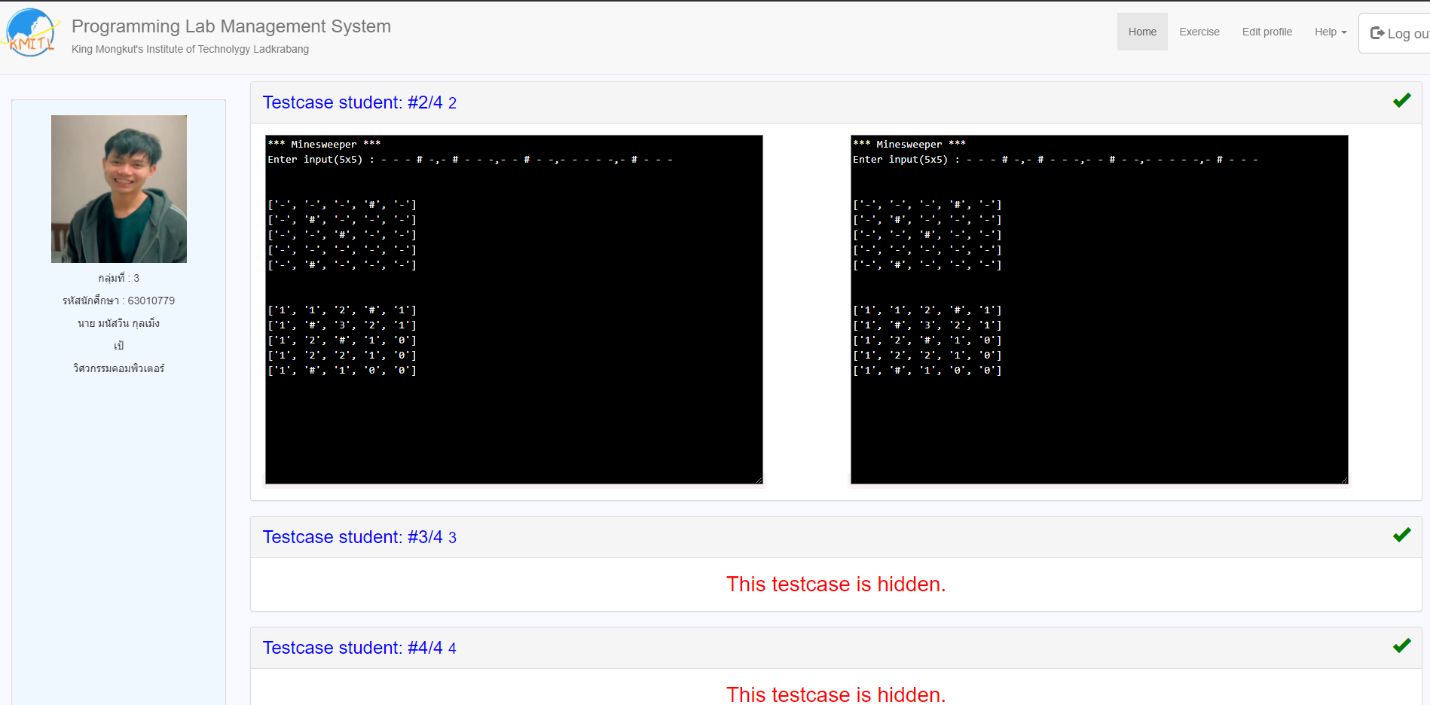 KMITL
Programming Lab Management System
King Mongkut's Institute of Technolygy Ladkrabang
Home
Exercise
Edit profile
Help
Log out
กลุ่มที่ : 3
รหัสนักศึกษา : 63010779
นาย มนัสวิน กุลเม็ง
เป้
วิศวกรรมคอมพิวเตอร์
Testcase student: #2/4 2
*** Minesweeper ***
Enter input(5x5) : - - - # -,- # - - -,- - # - -,- - - - -,- # - - -
['-', '-', '-', '#', '-']
['-', '#', '-', '-', '-']
['-', '-', '#', '-', '-']
['-', '-', '-', '-', '-']
['-', '#', '-', '-', '-']
['1', '1', '2', '#', '1']
['1', '#', '3', '2', '1']
['1', '2', '#', '1', '0']
['1', '2', '2', '1', '0']
['1', '#', '1', '0', '0']
*** Minesweeper ***
Enter input(5x5) : - - - # -,- # - - -,- - # - -,- - - - -,- # - - -
['-', '-', '-', '#', '-']
['-', '#', '-', '-', '-']
['-', '-', '#', '-', '-']
['-', '-', '-', '-', '-']
['-', '#', '-', '-', '-']
['1', '1', '2', '#', '1']
['1', '#', '3', '2', '1']
['1', '2', '#', '1', '0']
['1', '2', '2', '1', '0']
['1', '#', '1', '0', '0']
Testcase student: #3/4 3
This testcase is hidden.
Testcase student: #4/4 4
This testcase is hidden.